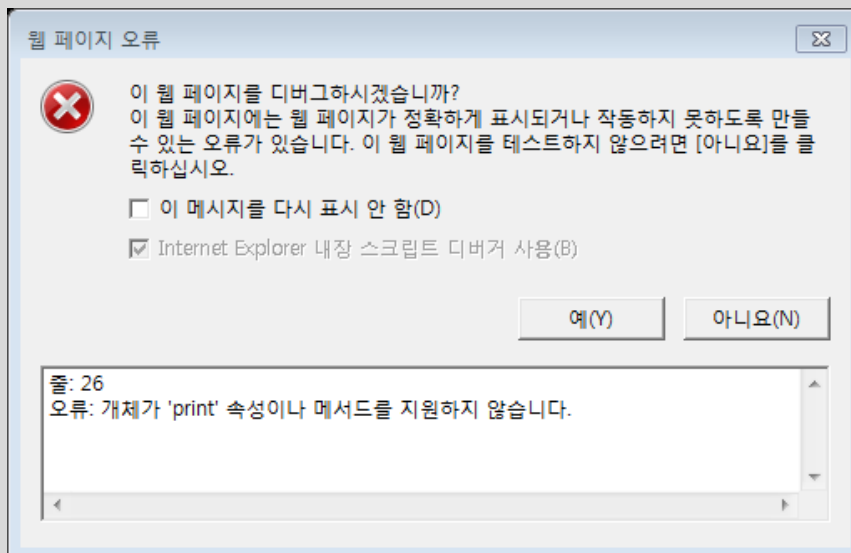 웹 페이지 오류
이 웹 페이지를 디버그하시겠습니까?
이 웹 페이지에는 웹 페이지가 정확하게 표시되거나 작동하지 못하도록 만들
수 있는 오류가 있습니다. 이 웹 페이지를 테스트하지 않으려면 [아니요]를 클
릭하십시오.
이 메시지를 다시 표시 안 함(D)
Internet Explorer 내장 스크립트 디버거 사용(B)
예(Y) 아니요(N)
줄: 26
오류: 개체가 'print' 속성이나 메서드를 지원하지 않습니다.